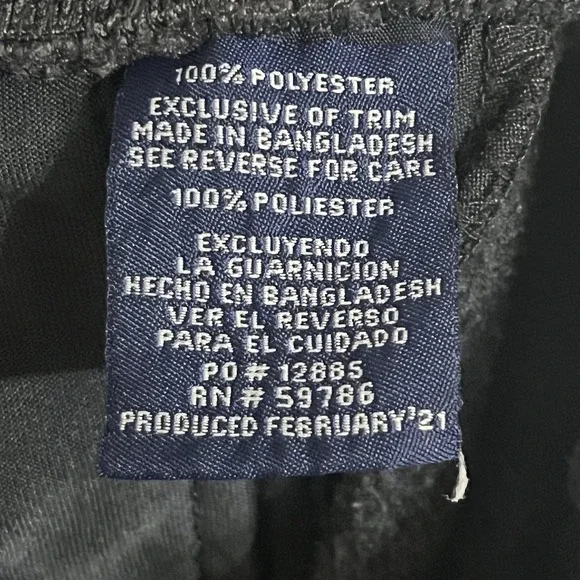 100% POLYESTER
EXCLUSIVE OF TRIM
MADE IN BANGLADESH
SEE REVERSE FOR CARE
100% POLIESTER
EXCLUYENDO
LA GUARNICION
HECHO EN BANGLADESH
VER EL REVERSO
PARA EL CUIDADO
PO # 12885
RN # 59786
PRODUCED FEBRUARY'21